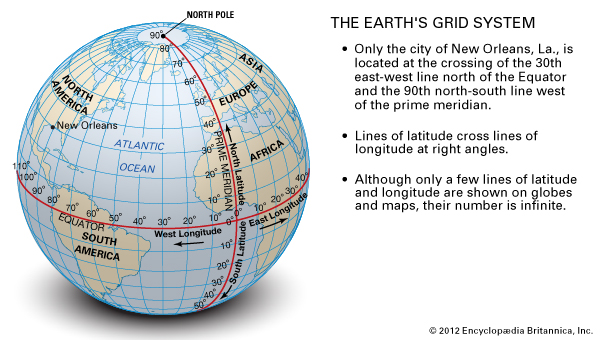 NORTH POLE
90°
80°
70°
60°
50°
40°
30°
20°
10°
0°
ASIA
EUROPE
NORTH
AMERICA
New Orleans
ATLANTIC
OCEAN
PRIME MERIDIAN
North Latitude
AFRICA
110°
100°
90°
80°
70°
60°
50°
40°
30°
20°
10°
10°
20°
30°
40°
EQUATOR
West Longitude
East Longitude
SOUTH
AMERICA
South Latitude
10°
20°
30°
40°
50°
THE EARTH'S GRID SYSTEM
• Only the city of New Orleans, La., is
located at the crossing of the 30th
east-west line north of the Equator
and the 90th north-south line west
of the prime meridian.
• Lines of latitude cross lines of
longitude at right angles.
• Although only a few lines of latitude
and longitude are shown on globes
and maps, their number is infinite.
© 2012 Encyclopædia Britannica, Inc.